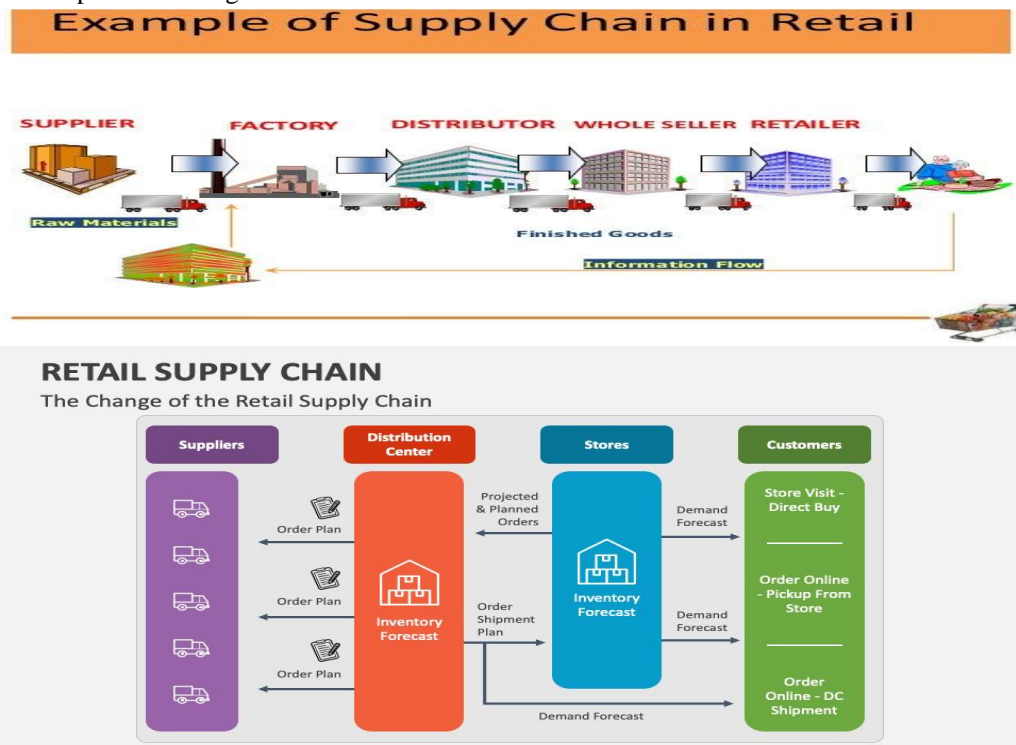 Example of Supply Chain in Retail
SUPPLIER
FACTORY
DISTRIBUTOR
WHOLE SELLER
RETAILER
Raw Materials
Finished Goods
Information Flow
RETAIL SUPPLY CHAIN
The Change of the Retail Supply Chain
Suppliers
Distribution
Center
Stores
Customers
Order Plan
Order Plan
Order Plan
Inventory
Forecast
Projected
& Planned
Orders
Order
Shipment
Plan
Inventory
Forecast
Demand
Forecast
Demand
Forecast
Demand Forecast
Store Visit -
Direct Buy
Order Online
- Pickup From
Store
Order
Online - DC
Shipment